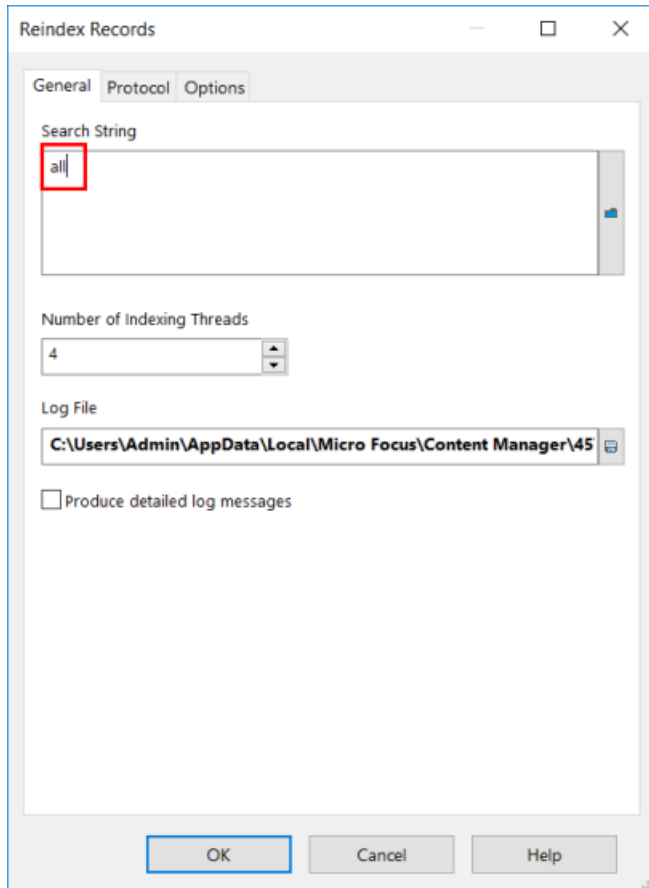 Reindex Records
General Protocol Options
Search String
all
Number of Indexing Threads
4
Log File
C:\Users\Admin\AppData\Local\Micro Focus\Content Manager\45
Produce detailed log messages
OK Cancel Help